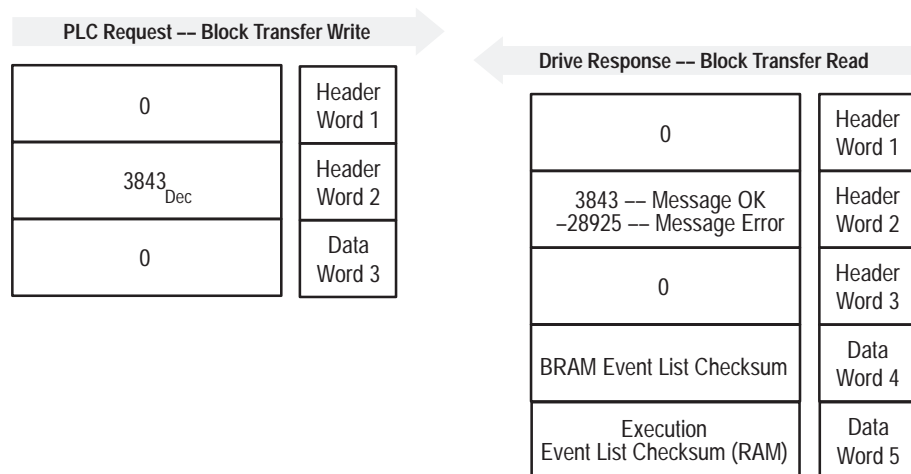 PLC Request –– Block Transfer Write
0
Header
Word 1
3843Dec
Header
Word 2
0
Data
Word 3
Drive Response –– Block Transfer Read
0
Header
Word 1
3843 –– Message OK
–28925 –– Message Error
Header
Word 2
0
Header
Word 3
BRAM Event List Checksum
Data
Word 4
Execution
Event List Checksum (RAM)
Data
Word 5